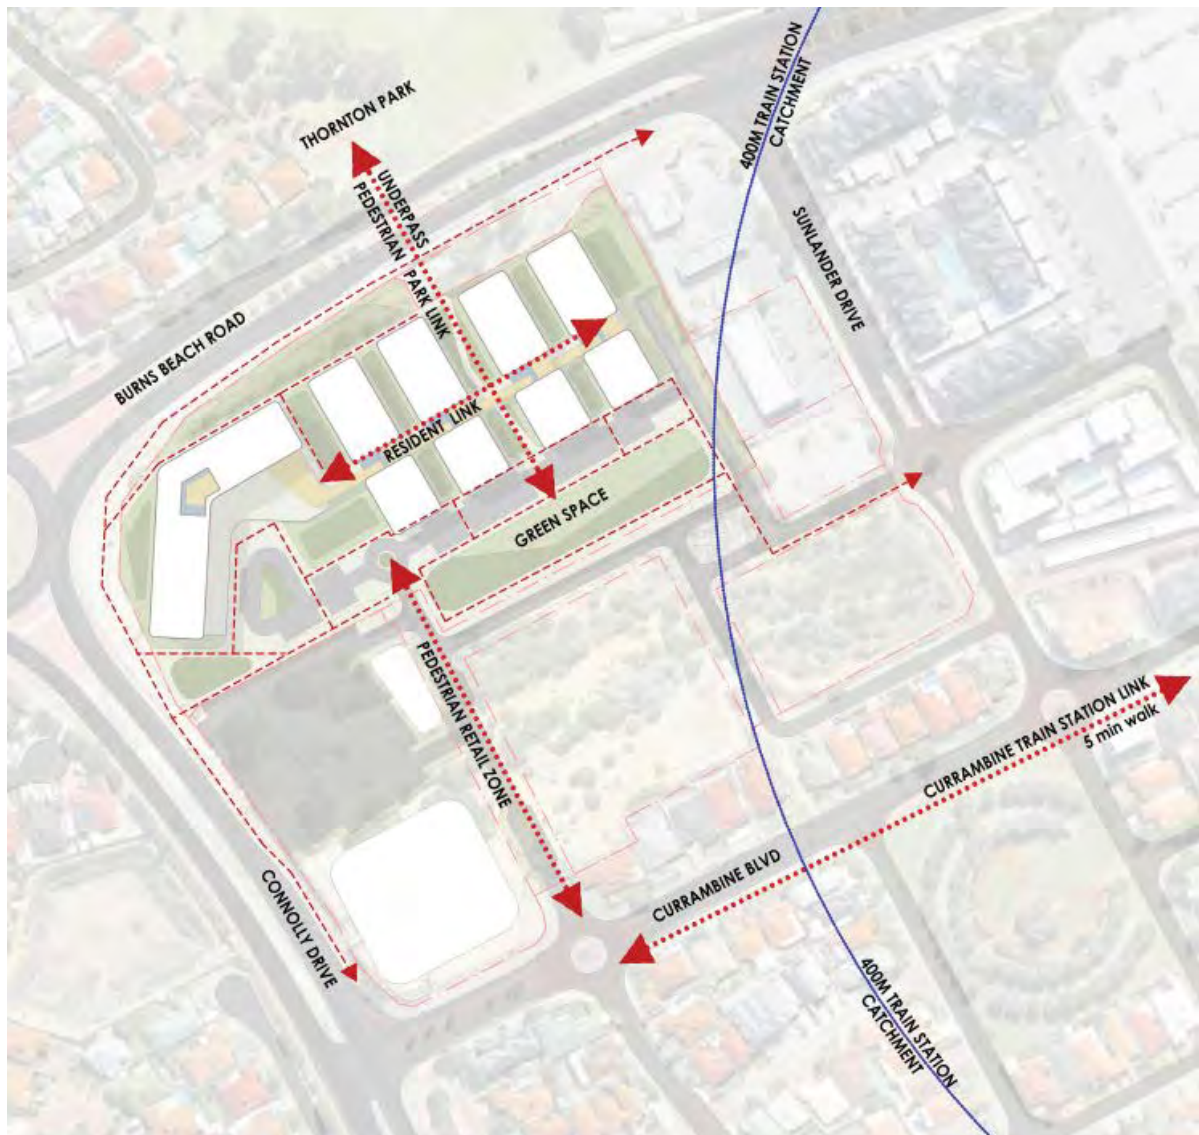 400M TRAIN STATION
CATCHMENT
THORNTON PARK
UNDERPASS
PEDESTRIAN PARK LINK
SUNLANDER DRIVE
BURNS BEACH ROAD
RESIDENT LINK
GREEN SPACE
PEDESTRIAN RETAIL ZONE
CURRAMBINE TRAIN STATION LINK
5 min walk
CURRAMBINE BLVD
CONNOLLY DRIVE
400M TRAIN STATION
CATCHMENT